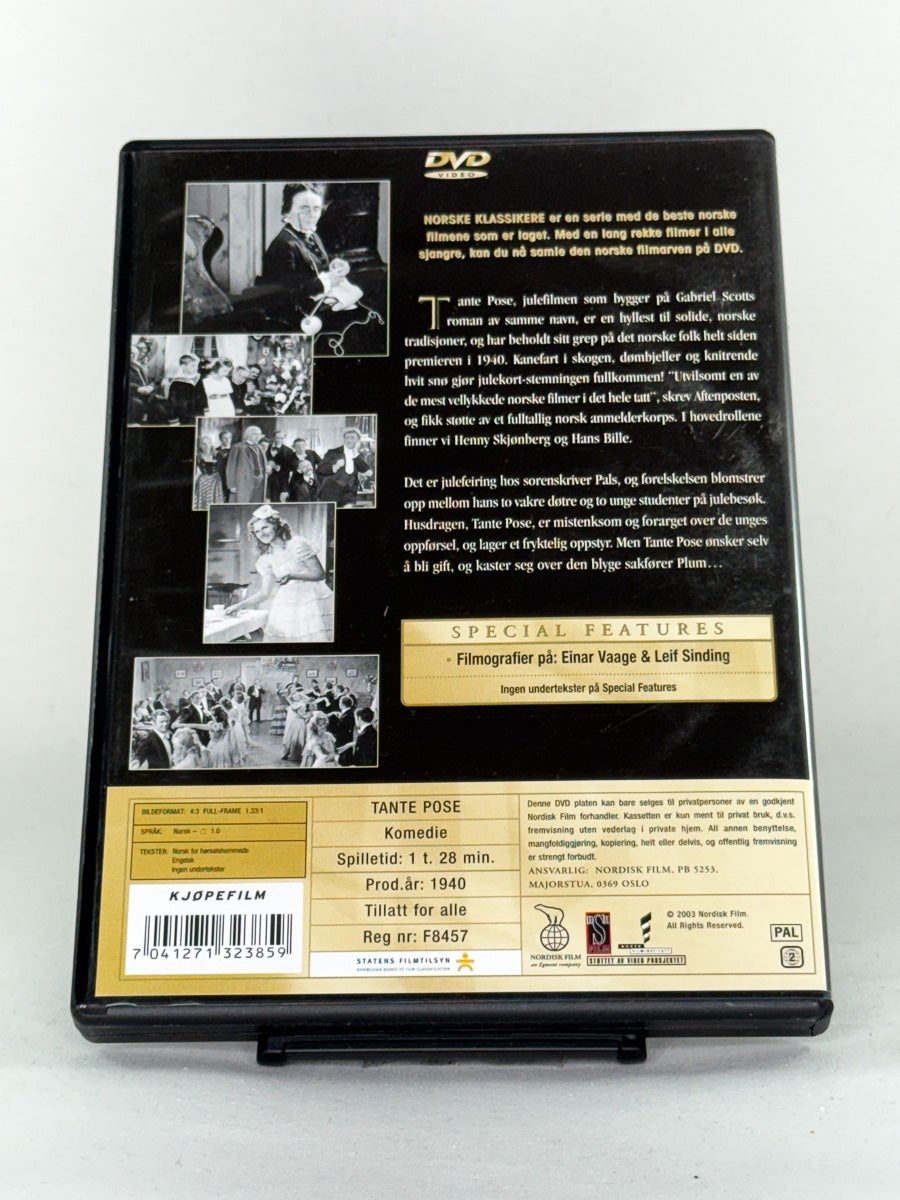 DVD
VIDEO
NORSKE KLASSIKERE er en serie med de beste norske
filmene som er laget. Med en lang rekke filmer i alle
sjangre, kan du nå samle den norske filmarven på DVD.
Tante Pose, julefilmen som bygger på Gabriel Scotts
roman av samme navn, er en hyllest til solide, norske
tradisjoner, og har beholdt sitt grep på det norske folk helt siden
premieren i 1940. Kanefart i skogen, dømbjeller og knitrende
hvit snø gjør julekort-stemningen fullkommen! "Utvilsomt en av
de mest vellykkede norske filmer i det hele tatt", skrev Aftenposten,
og fikk støtte av et fulltallig norsk anmelderkorps. I hovedrollene
finner vi Henny Skjønberg og Hans Bille.
Det er julefeiring hos sorenskriver Pals, og forelskelsen blomstrer
opp mellom hans to vakre døtre og to unge studenter på julebesøk.
Husdragen, Tante Pose, er mistenksom og forarget over de unges
oppførsel, og lager et fryktelig oppstyr. Men Tante Pose ønsker selv
å bli gift, og kaster seg over den blyge sakfører Plum...
SPECIAL FEATURES
◦ Filmografier på: Einar Vaage & Leif Sinding
Ingen undertekster på Special Features
BILDEFORMAT: 4:3 FULL-FRAME 1.33:1
SPRÅK: Norsk – 1.0
TEKSTER: Norsk for hørselshemmede
Engelsk
Ingen undertekster
KJØPEFILM
7 041271 323859
TANTE POSE
Komedie
Spilletid: 1 t. 28 min.
Prod.år: 1940
Tillatt for alle
Reg nr: F8457
STATENS FILMTILSYN
NORWEGIAN BOARD OF FILM CLASSIFICATION
Denne DVD platen kan bare selges til privatpersoner av en godkjent
Nordisk Film forhandler. Kassetten er kun ment til privat bruk, d.v.s.
fremvisning uten vederlag i private hjem. All annen benyttelse,
mangfoldiggjøring, kopiering, helt eller delvis, og offentlig fremvisning
er strengt forbudt.
ANSVARLIG: NORDISK FILM, PB 5253,
MAJORSTUA, 0369 OSLO
NORDISK FILM
an Egmont company
FILM
NORSK
FILMINSTITUTT
STØTTET AV VIDEO PROSJEKTET
© 2003 Nordisk Film.
All Rights Reserved.
PAL
2